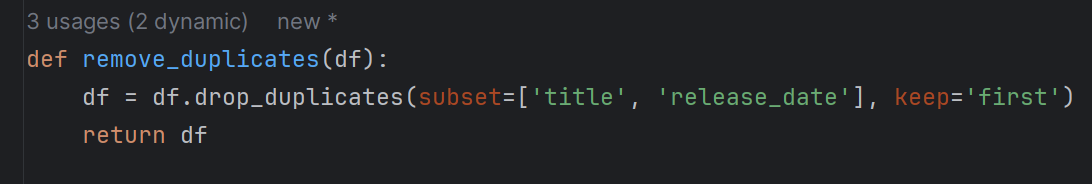 3 usages (2 dynamic)    new *
def remove_duplicates(df):
    df = df.drop_duplicates(subset=['title', 'release_date'], keep='first')
    return df